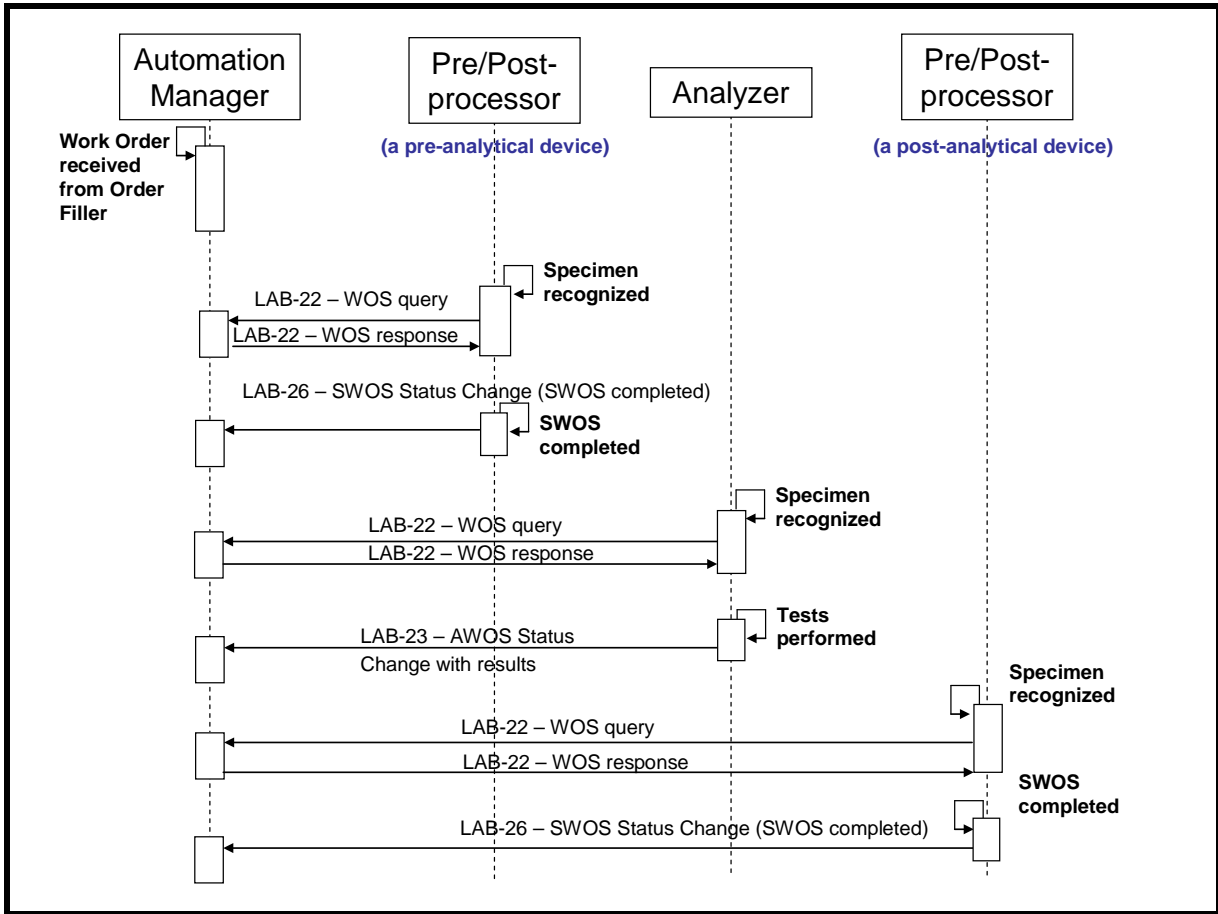 Automation
Manager
Pre/Post-
processor
Analyzer
Pre/Post-
processor
(a pre-analytical device)
(a post-analytical device)
Work Order
received
from Order
Filler
Specimen
recognized
LAB-22 – WOS query
LAB-22 – WOS response
LAB-26 – SWOS Status Change (SWOS completed)
SWOS
completed
Specimen
recognized
LAB-22 – WOS query
LAB-22 – WOS response
Tests
performed
LAB-23 – AWOS Status
Change with results
Specimen
recognized
LAB-22 – WOS query
LAB-22 – WOS response
SWOS
completed
LAB-26 – SWOS Status Change (SWOS completed)